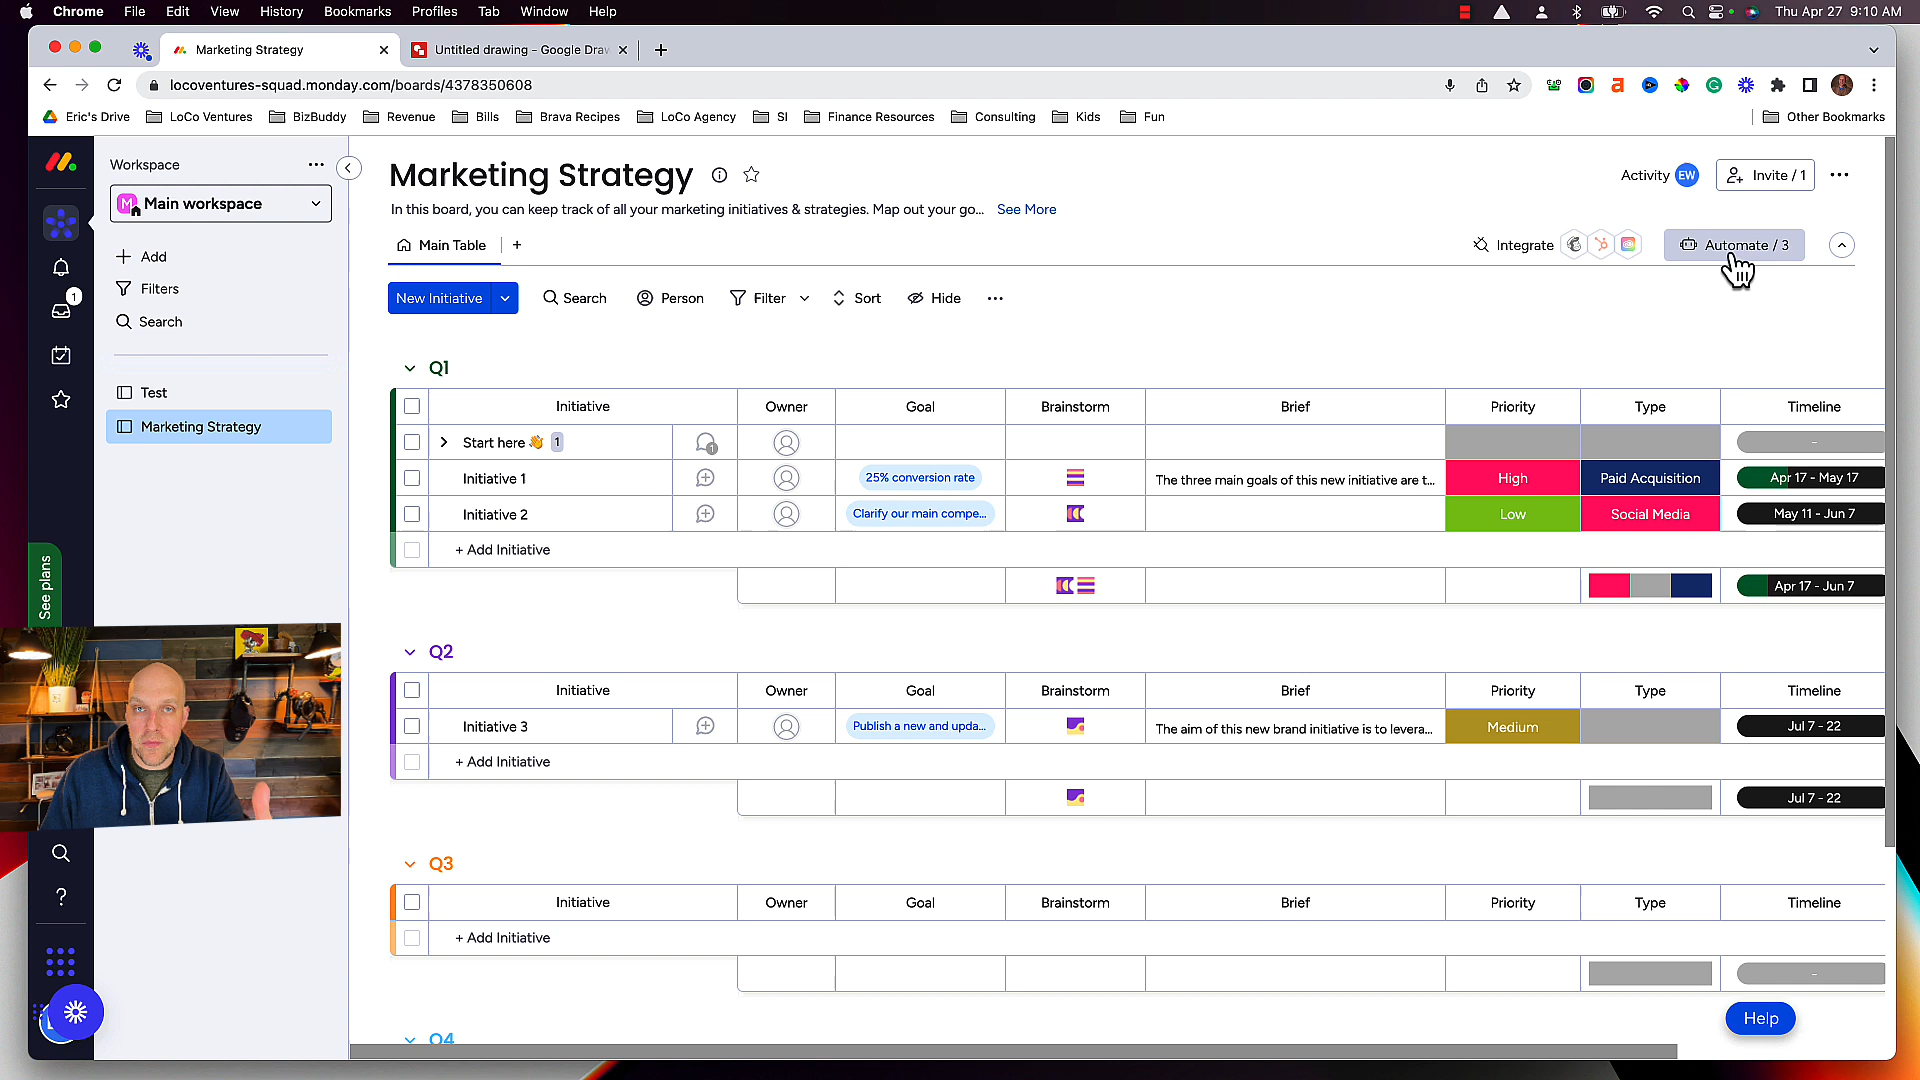 Chrome File Edit View History Bookmarks Profiles Tab Window Help Thu Apr 27 9:10 AM
Marketing Strategy Untitled drawing - Google Draw
locoventures-squad.monday.com/boards/4378350608
Eric's Drive LoCo Ventures BizBuddy Revenue Bills Brava Recipes LoCo Agency SI Finance Resources Consulting Kids Fun Other Bookmarks
Workspace
M Main workspace
Add
Filters
Search
Test
Marketing Strategy
1
See plans
Marketing Strategy
Activity EW Invite / 1
In this board, you can keep track of all your marketing initiatives & strategies. Map out your go... See More
Main Table + Integrate Automate / 3
New Initiative Search Person Filter Sort Hide
Q1
Initiative Owner Goal Brainstorm Brief Priority Type Timeline
Start here 👋 1 1 -
Initiative 1 25% conversion rate The three main goals of this new initiative are t... High Paid Acquisition Apr 17 - May 17
Initiative 2 Clarify our main compe... Low Social Media May 11 - Jun 7
+ Add Initiative
Apr 17 - Jun 7
Q2
Initiative Owner Goal Brainstorm Brief Priority Type Timeline
Initiative 3 Publish a new and upda... The aim of this new brand initiative is to levera... Medium Jul 7 - 22
+ Add Initiative
Jul 7 - 22
Q3
Initiative Owner Goal Brainstorm Brief Priority Type Timeline
+ Add Initiative
-
Q4
Help